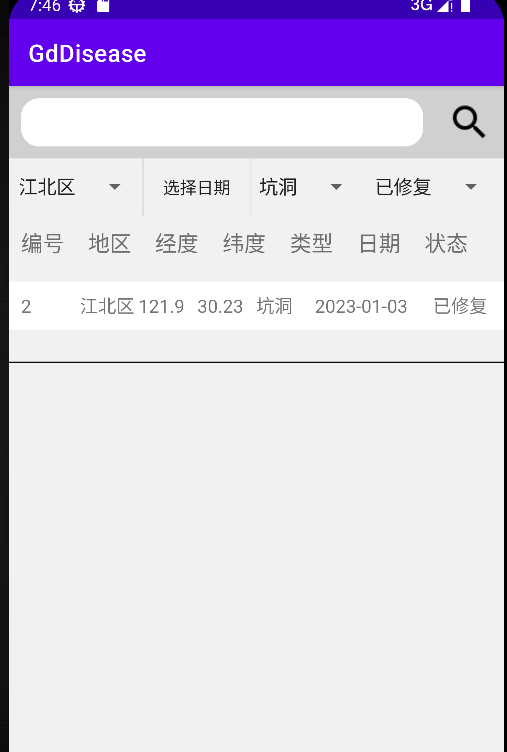 7:46 3G
GdDisease
江北区 选择日期 坑洞 已修复
编号 地区 经度 纬度 类型 日期 状态
2 江北区 121.9 30.23 坑洞 2023-01-03 已修复